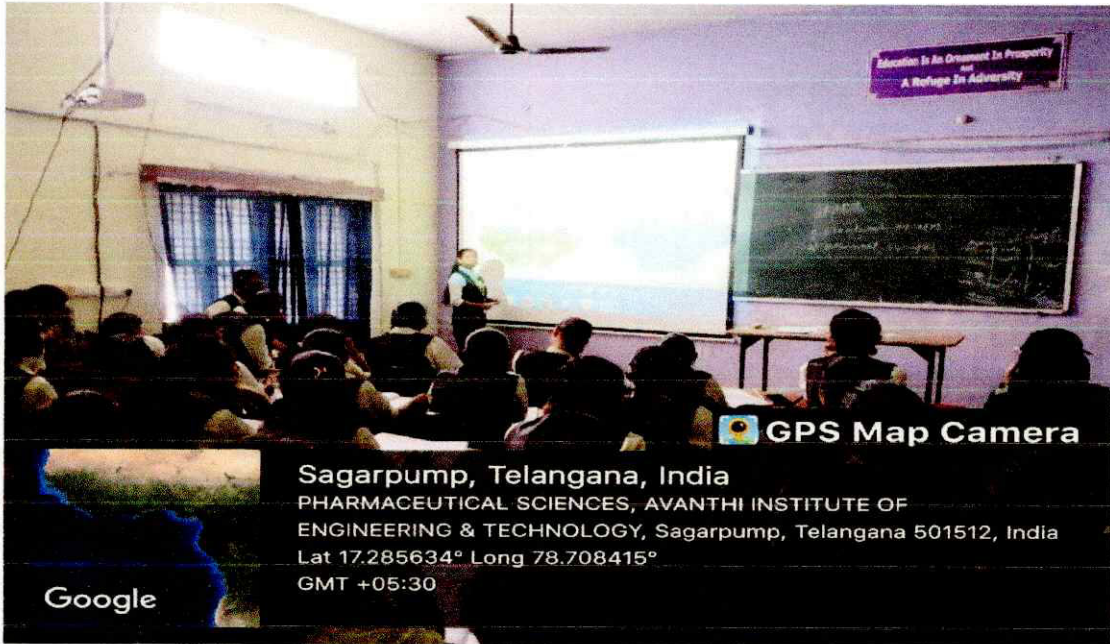 Education Is An Ornament In Prosperity
And
A Refuge In Adversity
GPS Map Camera
Sagarpump, Telangana, India
PHARMACEUTICAL SCIENCES, AVANTHI INSTITUTE OF
ENGINEERING & TECHNOLOGY, Sagarpump, Telangana 501512, India
Lat 17.285634° Long 78.708415°
GMT +05:30
Google